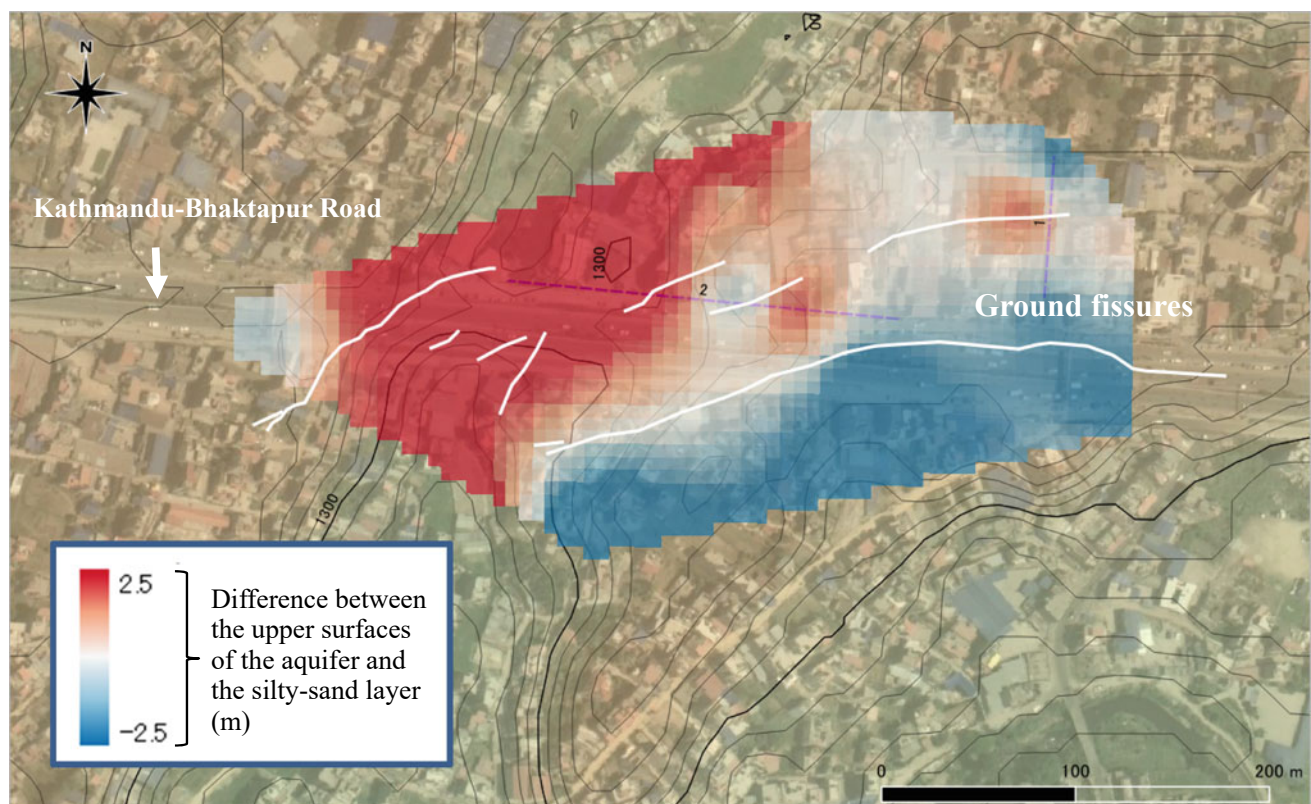 N
Kathmandu-Bhaktapur Road
1300
1
2
Ground fissures
1300
2.5
-2.5
Difference between
the upper surfaces
of the aquifer and
the silty-sand layer
(m)
0 100 200 m